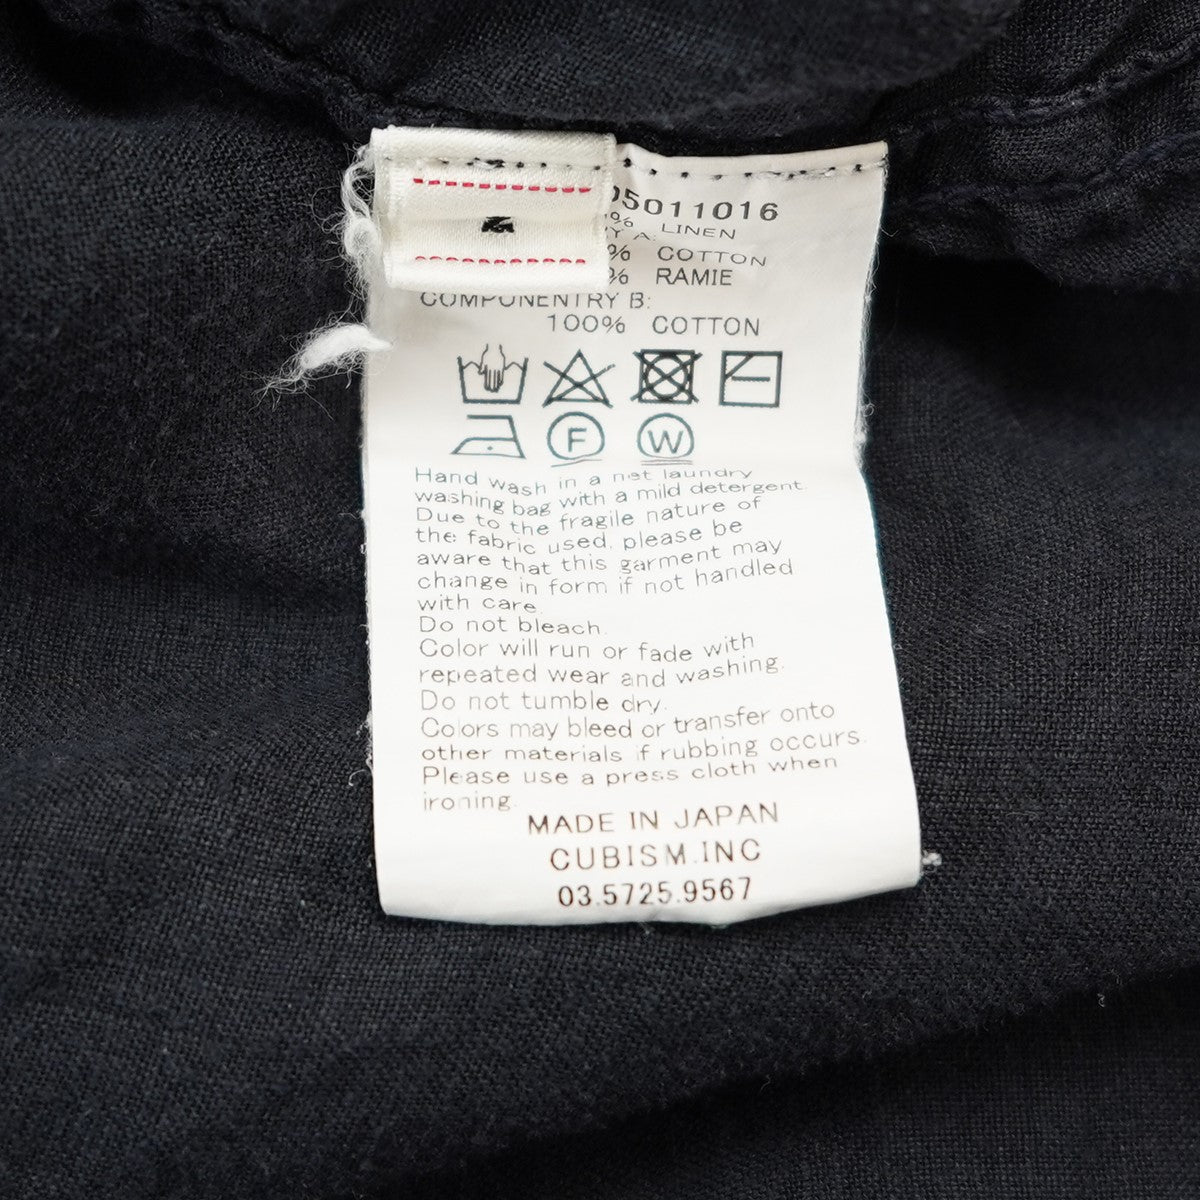 05011016
% LINEN
Y A:
% COTTON
% RAMIE
COMPONENTRY B:
100% COTTON
F W
Hand wash in a net laundry
washing bag with a mild detergent.
Due to the fragile nature of
the fabric used, please be
aware that this garment may
change in form if not handled
with care.
Do not bleach.
Color will run or fade with
repeated wear and washing.
Do not tumble dry.
Colors may bleed or transfer onto
other materials if rubbing occurs.
Please use a press cloth when
ironing.
MADE IN JAPAN
CUBISM.INC
03.5725.9567